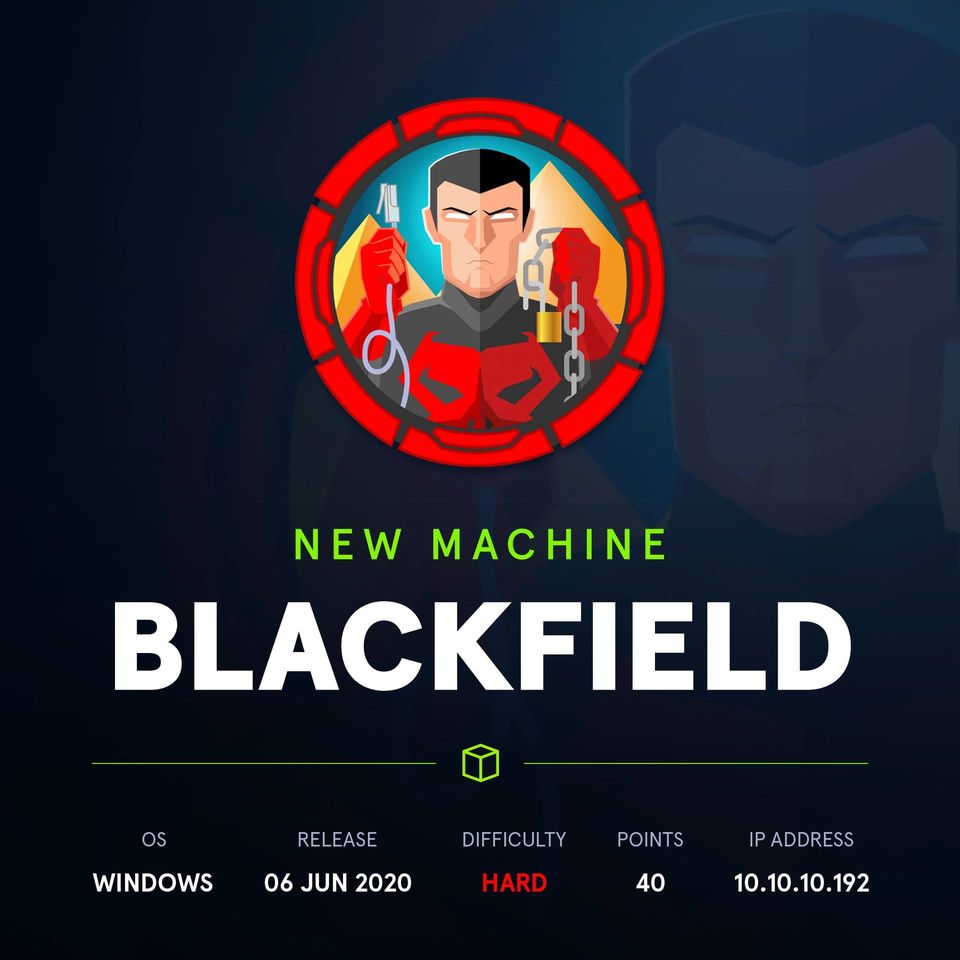 NEW MACHINE
BLACKFIELD
OS RELEASE DIFFICULTY POINTS IP ADDRESS
WINDOWS 06 JUN 2020 HARD 40 10.10.10.192